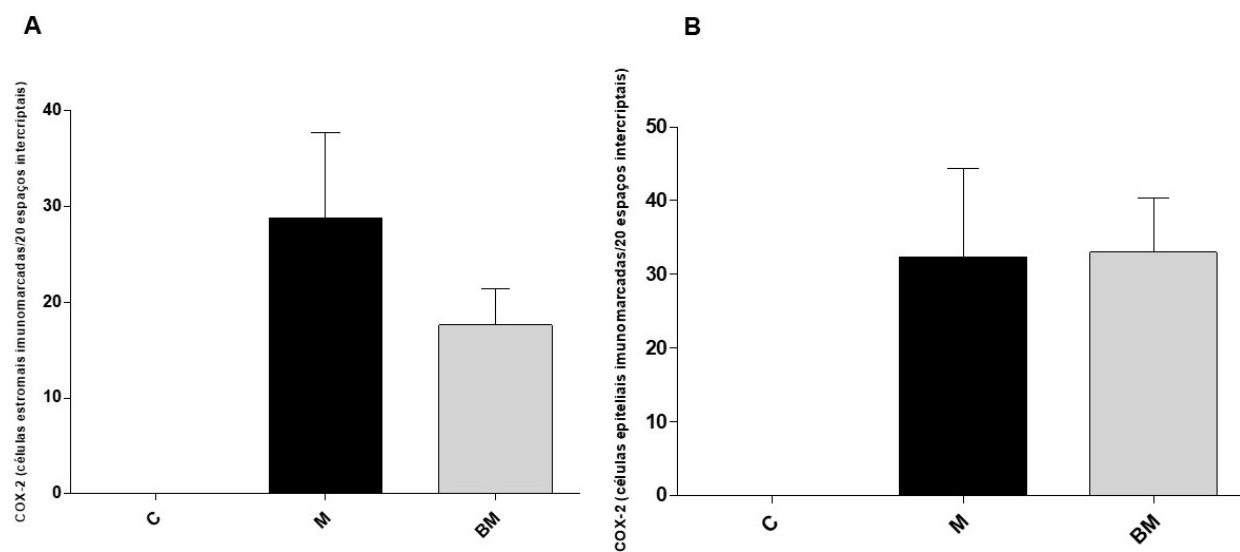 A
COX-2 (células estromais imunomarcadas/20 espaços intercriptais)
40
30
20
10
0
C
M
BM
B
COX-2 (células epiteliais imunomarcadas/20 espaços intercriptais)
50
40
30
20
10
0
C
M
BM